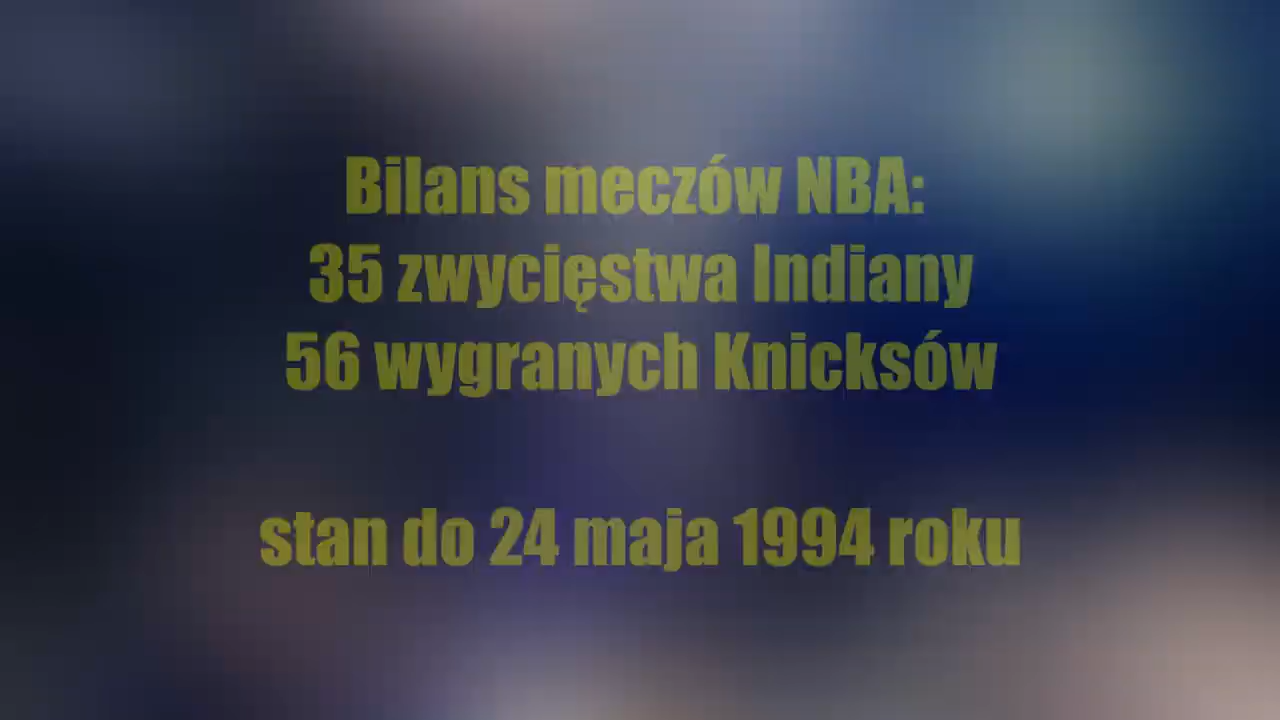 Bilans meczów NBA:
35 zwycięstwa Indiany
56 wygranych Knicksów
stan do 24 maja 1994 roku